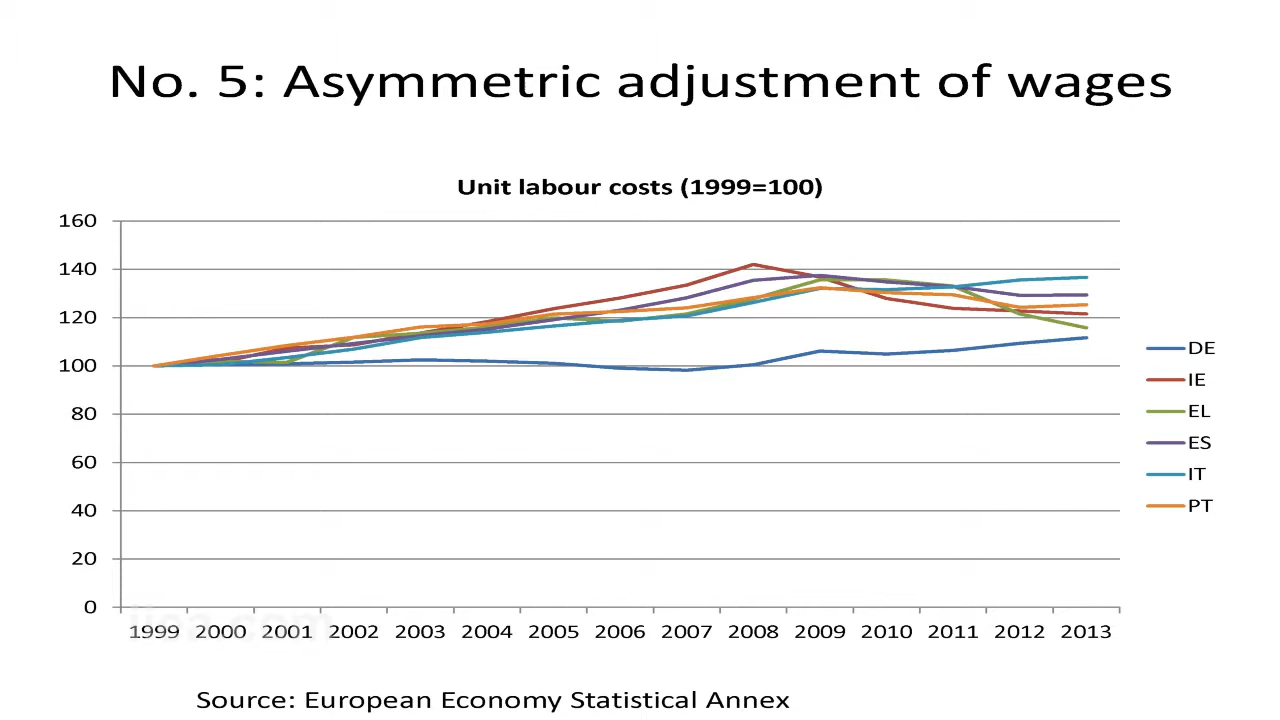 No. 5: Asymmetric adjustment of wages
Unit labour costs (1999=100)
160
140
120
100
80
60
40
20
0
1999 2000 2001 2002 2003 2004 2005 2006 2007 2008 2009 2010 2011 2012 2013
DE
IE
EL
ES
IT
PT
Source: European Economy Statistical Annex